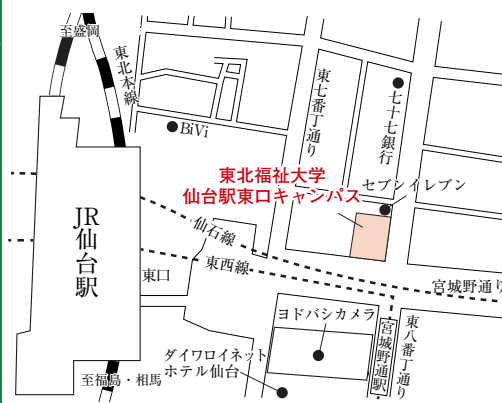 至盛岡
東北本線
BiVi
東七番丁通り
七十七銀行
東北福祉大学
仙台駅東口キャンパス
セブンイレブン
JR仙台駅
仙石線
東西線
東口
宮城野通り
ヨドバシカメラ
宮城野通駅
東八番丁通り
ダイワロイネット
ホテル仙台
至福島・相馬